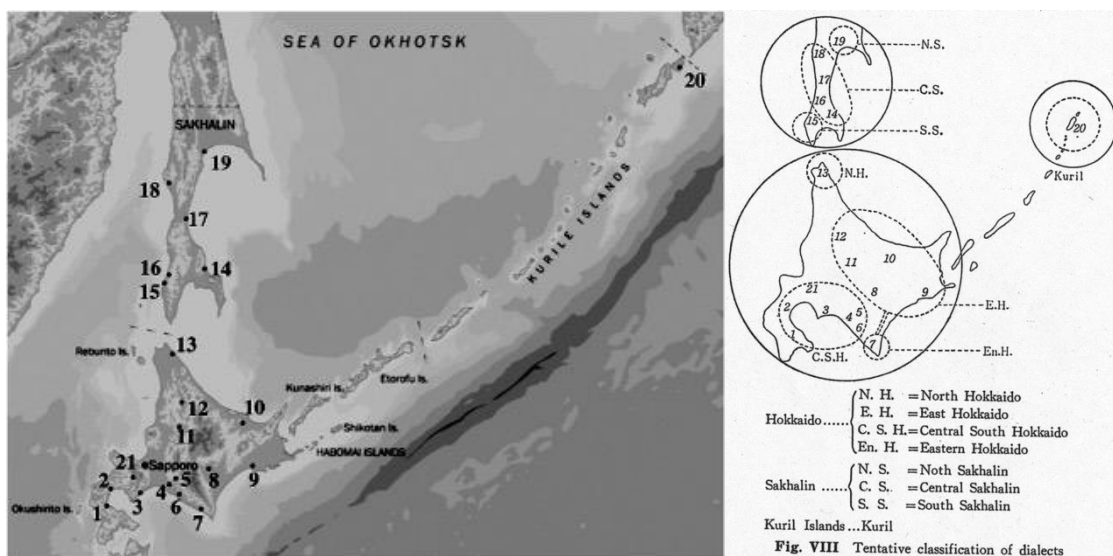 SEA OF OKHOTSK
20
SAKHALIN
19
18
17
16
14
15
KURILE ISLANDS
13
Rebunto Is.
Etorofu Is.
Kunashiri Is.
12
10
Shikotan Is.
11
HABOMAI ISLANDS
21
Sapporo
8
9
2
5
4
3
6
Okushirito Is.
1
7
19
N.S.
18
17
C.S.
16
14
15
S.S.
20
Kuril
13
N.H.
12
11
10
21
8
9
2
3
4
5
E.H.
6
1
7
C.S.H.
En.H.
Hokkaido......
N. H. =North Hokkaido
E. H. =East Hokkaido
C. S. H.=Central South Hokkaido
En. H. =Eastern Hokkaido
Sakhalin ......
N. S. =Noth Sakhalin
C. S. =Central Sakhalin
S. S. =South Sakhalin
Kuril Islands...Kuril
Fig. VIII Tentative classification of dialects